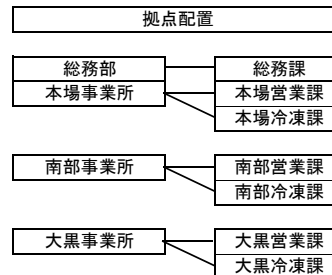 拠点配置
総務部 総務課
本場事業所 本場営業課
本場冷凍課
南部事業所 南部営業課
南部冷凍課
大黒事業所 大黒営業課
大黒冷凍課